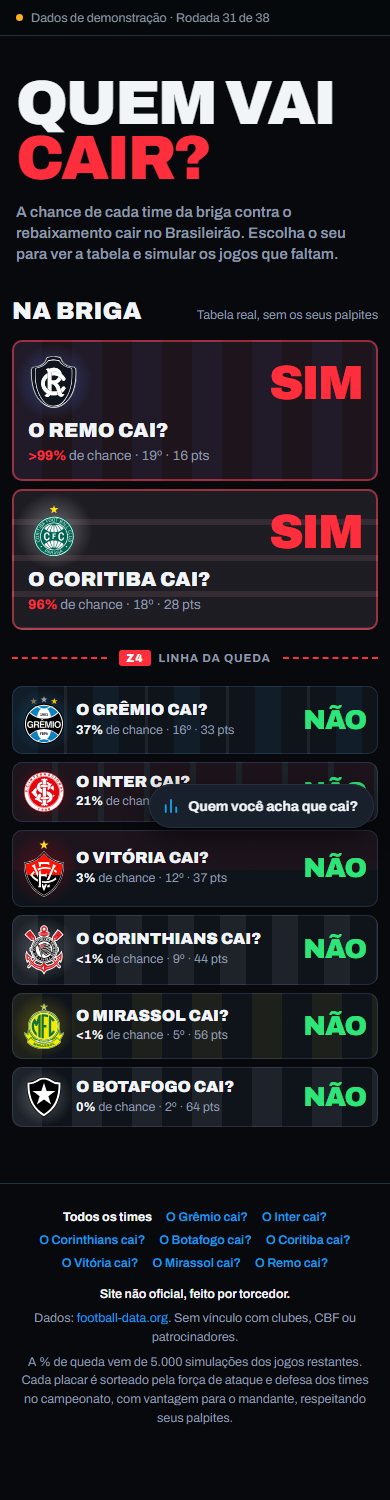 Dados de demonstração · Rodada 31 de 38
QUEM VAI
CAIR?
A chance de cada time da briga contra o
rebaixamento cair no Brasileirão. Escolha o seu
para ver a tabela e simular os jogos que faltam.
NA BRIGA
Tabela real, sem os seus palpites
SIM
O REMO CAI?
>99% de chance · 19º · 16 pts
CFC
SIM
O CORITIBA CAI?
96% de chance · 18º · 28 pts
Z4 LINHA DA QUEDA
GRÊMIO
O GRÊMIO CAI?
37% de chance · 16º · 33 pts
NÃO
O INTER CAI?
21% de chan
Quem você acha que cai?
O VITÓRIA CAI?
3% de chance · 12º · 37 pts
NÃO
O CORINTHIANS CAI?
<1% de chance · 9º · 44 pts
NÃO
MFC
O MIRASSOL CAI?
<1% de chance · 5º · 56 pts
NÃO
O BOTAFOGO CAI?
0% de chance · 2º · 64 pts
NÃO
Todos os times O Grêmio cai? O Inter cai?
O Corinthians cai? O Botafogo cai? O Coritiba cai?
O Vitória cai? O Mirassol cai? O Remo cai?
Site não oficial, feito por torcedor.
Dados: football-data.org. Sem vínculo com clubes, CBF ou
patrocinadores.
A % de queda vem de 5.000 simulações dos jogos restantes.
Cada placar é sorteado pela força de ataque e defesa dos times
no campeonato, com vantagem para o mandante, respeitando
seus palpites.